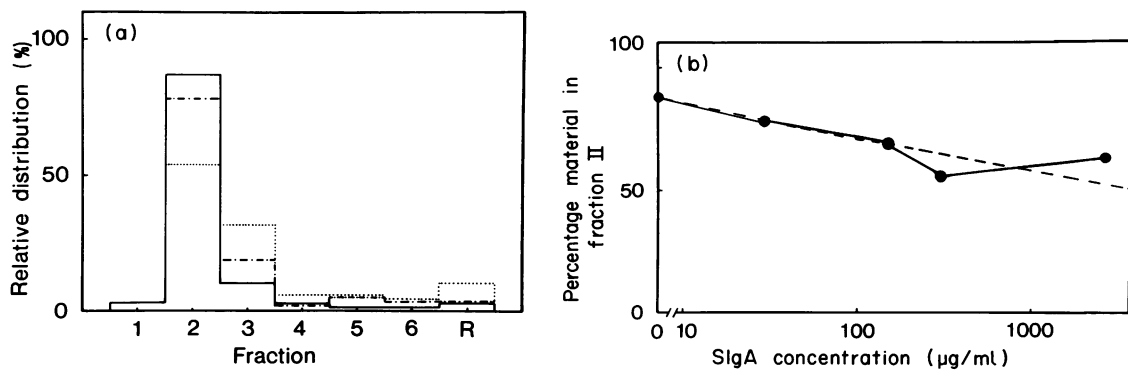 (a)
Relative distribution (%)
100
50
0
1 2 3 4 5 6 R
Fraction
(b)
Percentage material in
fraction II
100
50
0
0 10 100 1000
SIgA concentration (µg/ml)